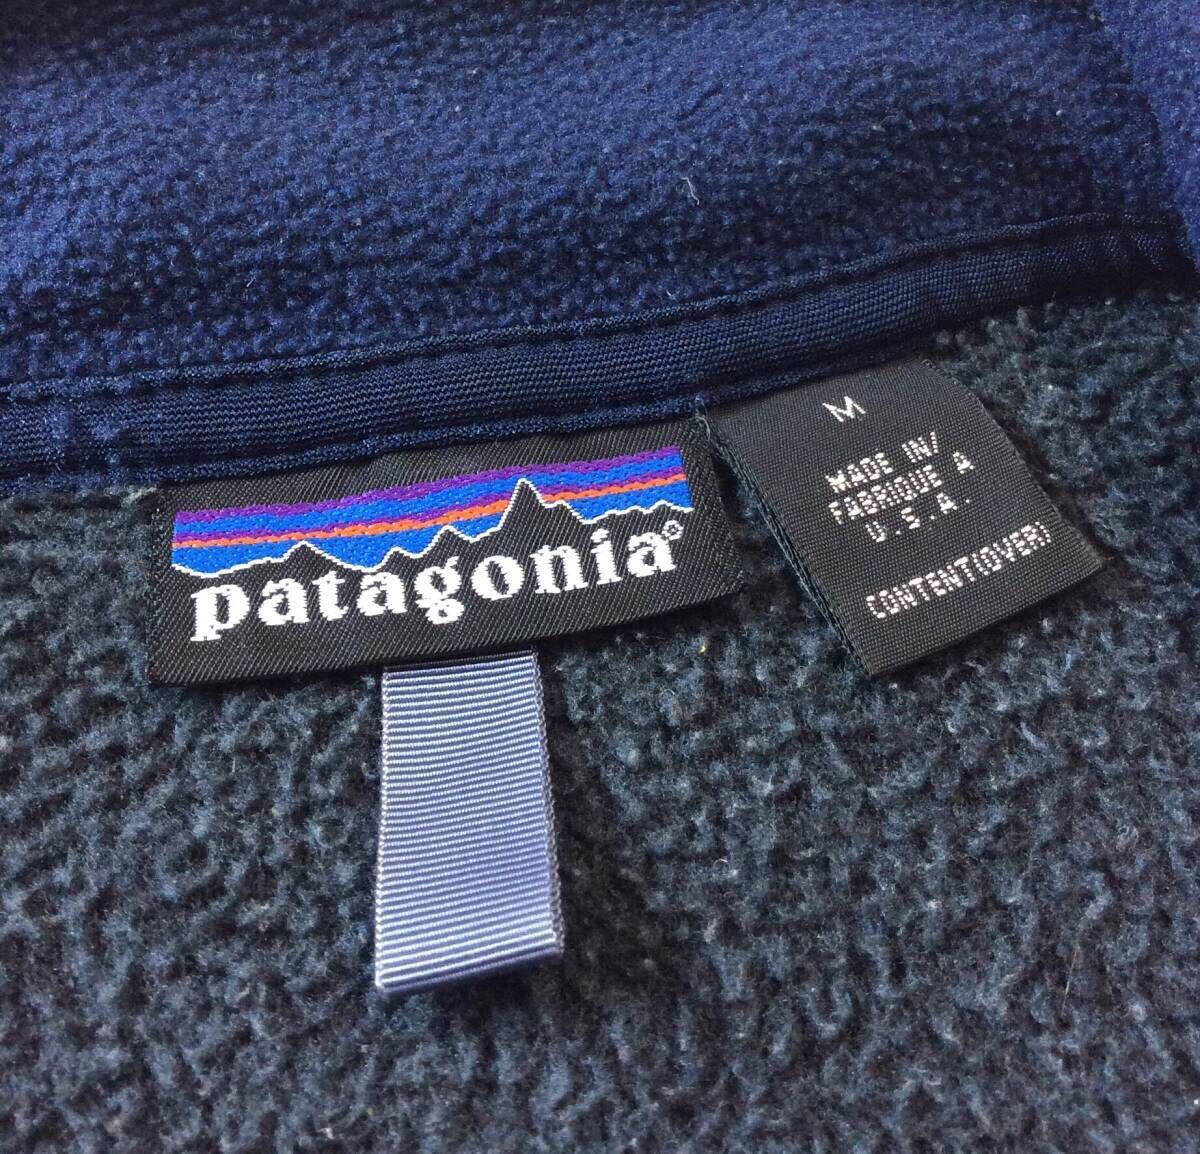 patagonia®
M
MADE IN/
FABRIQUE A
U.S.A.
CONTENT(OVER)